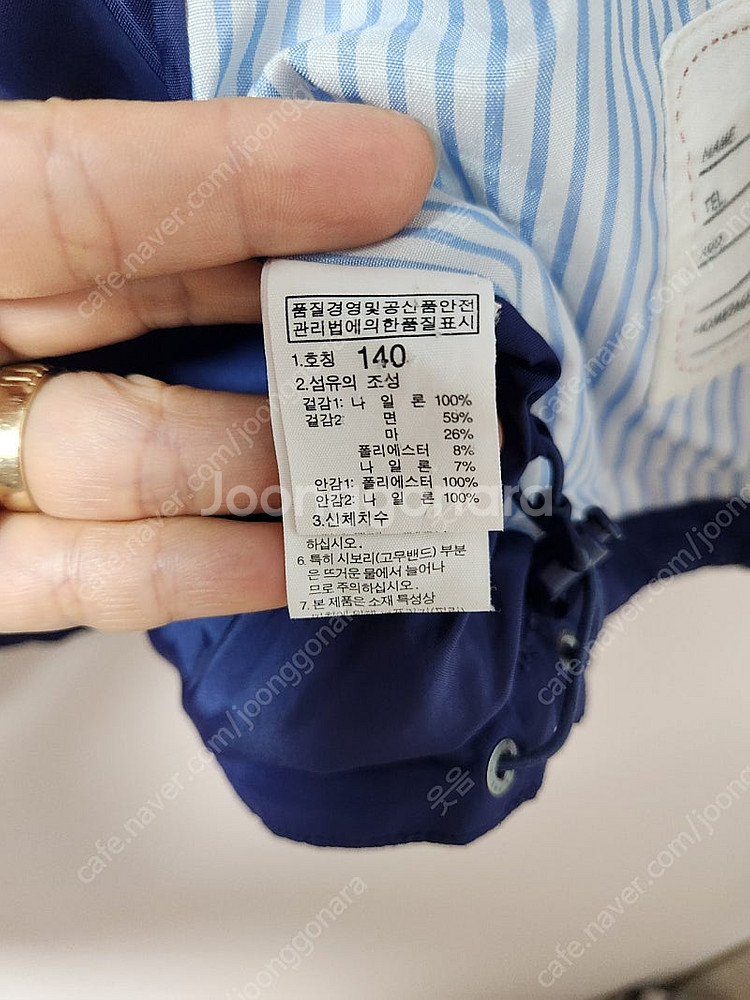 품질경영및공산품안전
관리법에의한품질표시
1.호칭 140
2.섬유의 조성
겉감1: 나 일 론 100%
겉감2: 면 59%
마 26%
폴리에스터 8%
나 일 론 7%
안감1: 폴리에스터 100%
안감2: 나 일 론 100%
3.신체치수
하십시오.
6. 특히 시보리(고무밴드) 부분
은 뜨거운 물에서 늘어나
므로 주의하십시오.
7. 본 제품은 소재 특성상
NAME
TEL
Joonggonara
cafe.naver.com/joonggonara
웃음